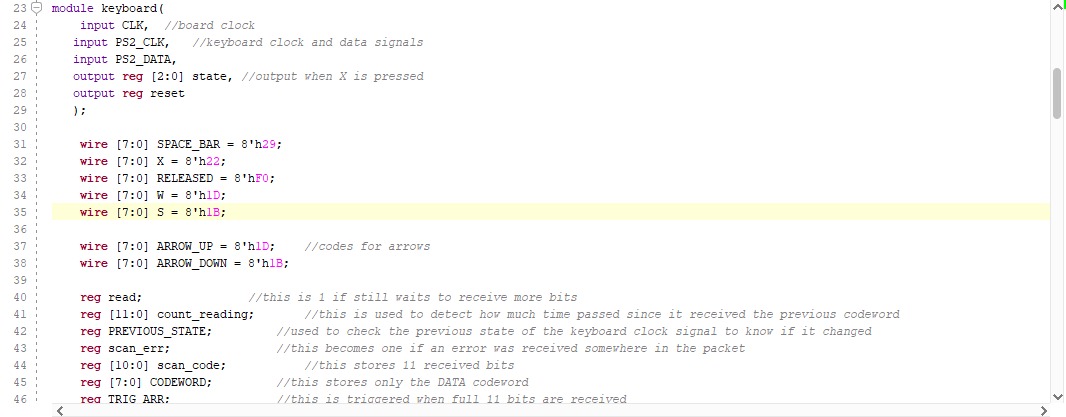 23 module keyboard(
24 input CLK, //board clock
25 input PS2_CLK, //keyboard clock and data signals
26 input PS2_DATA,
27 output reg [2:0] state, //output when X is pressed
28 output reg reset
29 );
30
31 wire [7:0] SPACE_BAR = 8'h29;
32 wire [7:0] X = 8'h22;
33 wire [7:0] RELEASED = 8'hF0;
34 wire [7:0] W = 8'h1D;
35 wire [7:0] S = 8'h1B;
36
37 wire [7:0] ARROW_UP = 8'h1D; //codes for arrows
38 wire [7:0] ARROW_DOWN = 8'h1B;
39
40 reg read; //this is 1 if still waits to receive more bits
41 reg [11:0] count_reading; //this is used to detect how much time passed since it received the previous codeword
42 reg PREVIOUS_STATE; //used to check the previous state of the keyboard clock signal to know if it changed
43 reg scan_err; //this becomes one if an error was received somewhere in the packet
44 reg [10:0] scan_code; //this stores 11 received bits
45 reg [7:0] CODEWORD; //this stores only the DATA codeword
46 reg TRIG_ARR; //this is triggered when full 11 bits are received